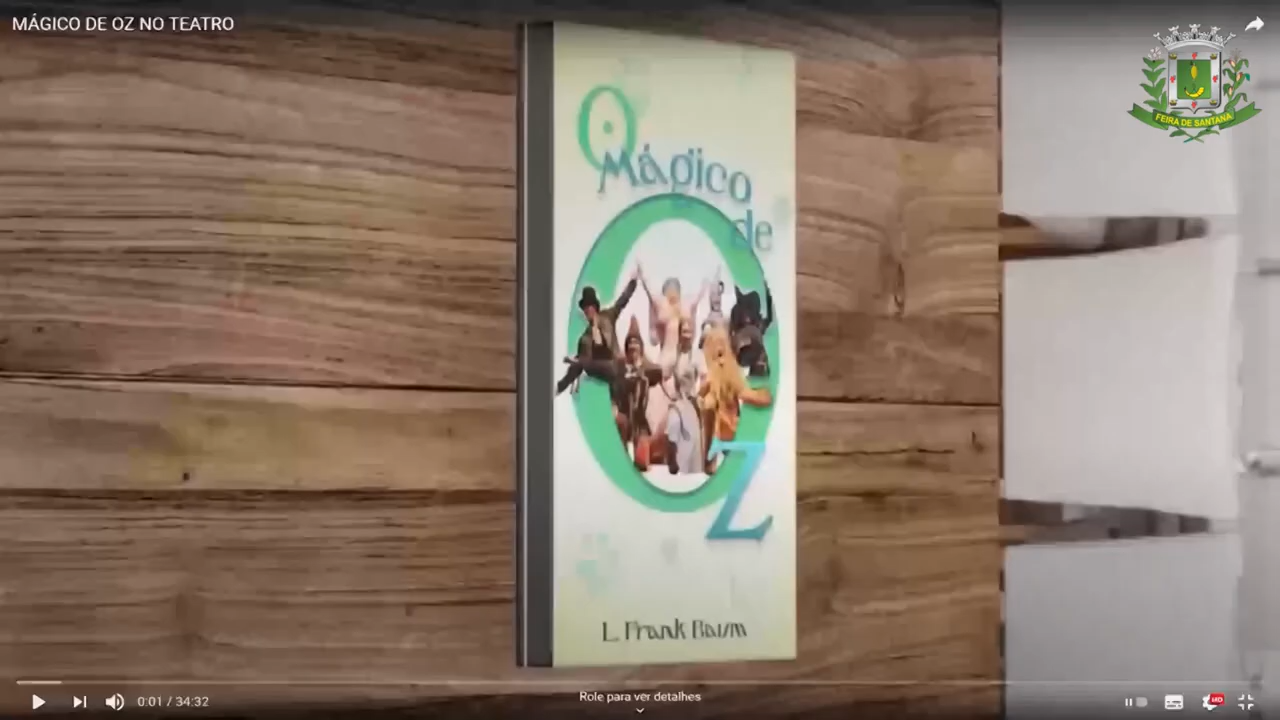 MÁGICO DE OZ NO TEATRO
FEIRA DE SANTANA
O
Mágico
de
OZ
L. Frank Baum
Role para ver detalhes
0:01 / 34:32
HD